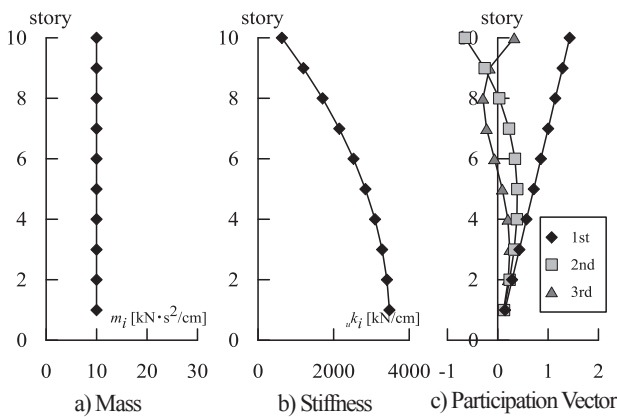 story
10
8
6
4
2
0
m_i [kN·s²/cm]
0 10 20 30
a) Mass
story
10
8
6
4
2
0
_uk_i [kN/cm]
0 2000 4000
b) Stiffness
story
10
8
6
4
2
0
1st
2nd
3rd
-1 0 1 2
c) Participation Vector